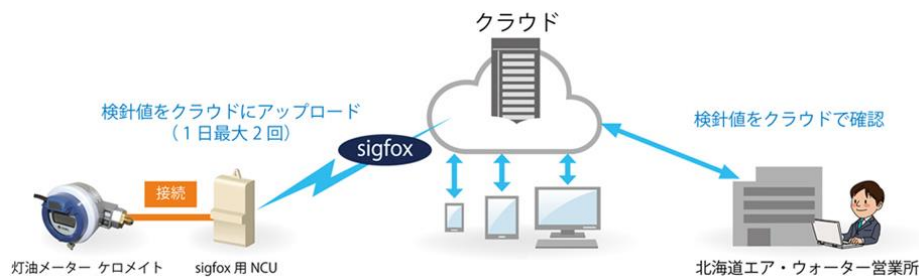 クラウド
検針値をクラウドにアップロード
(1日最大2回)
sigfox
検針値をクラウドで確認
接続
灯油メーター ケロメイト
sigfox 用 NCU
北海道エア・ウォーター営業所